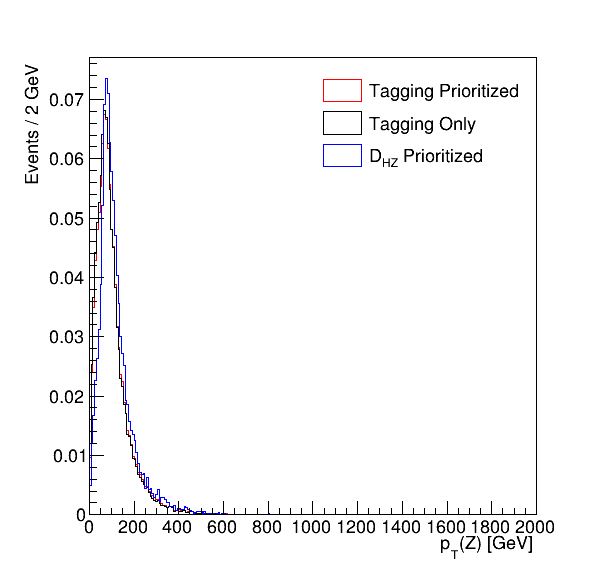 Events / 2 GeV
0.07
0.06
0.05
0.04
0.03
0.02
0.01
0
Tagging Prioritized
Tagging Only
D_HZ Prioritized
0 200 400 600 800 1000 1200 1400 1600 1800 2000
p_T(Z) [GeV]